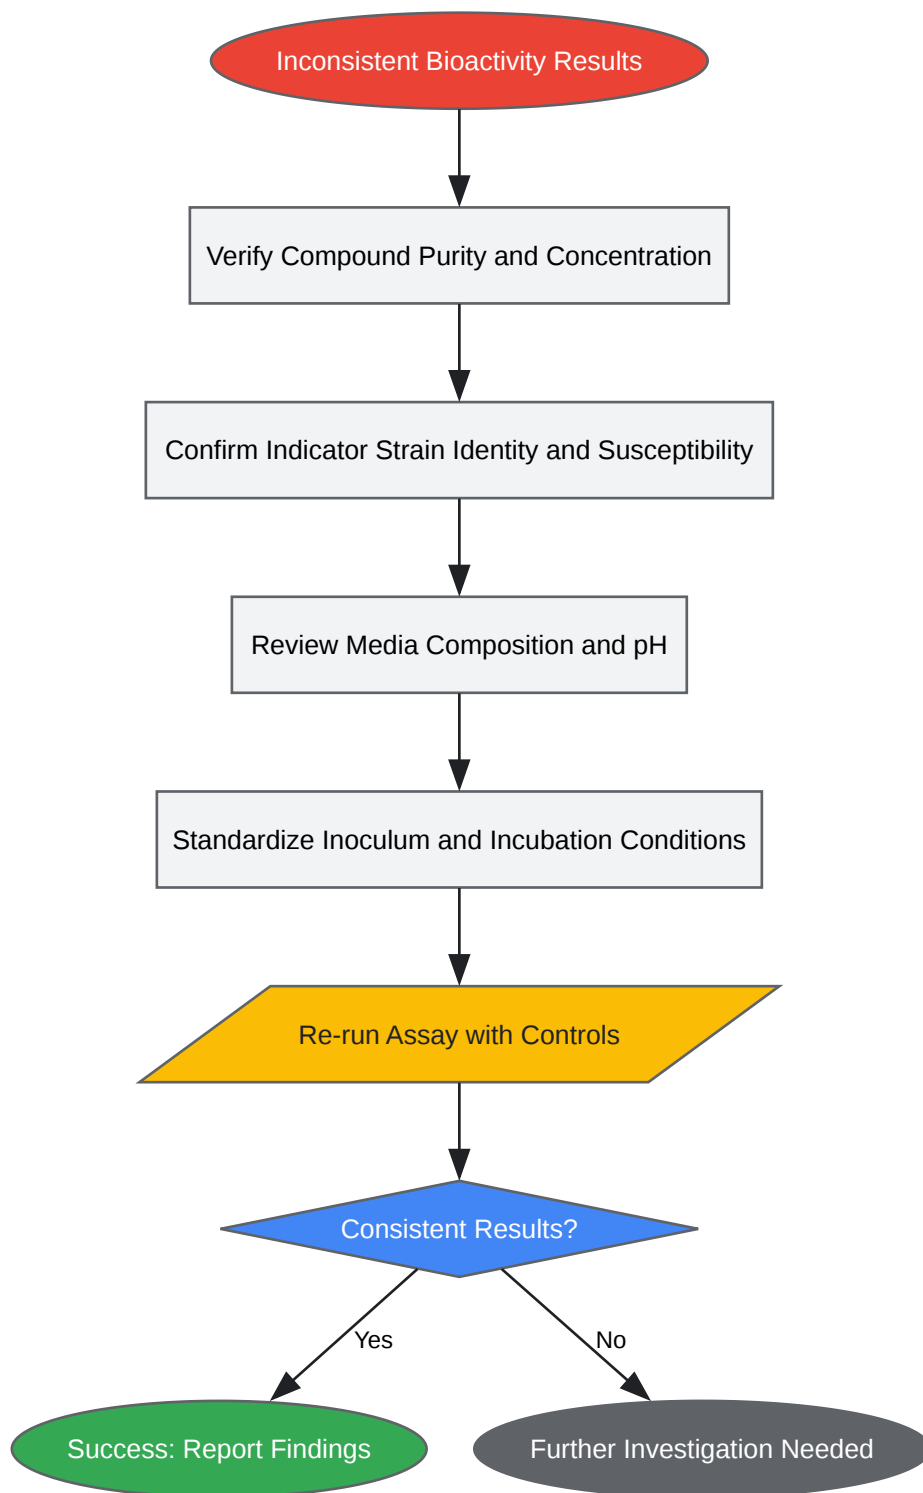 Inconsistent Bioactivity Results
Verify Compound Purity and Concentration
Confirm Indicator Strain Identity and Susceptibility
Review Media Composition and pH
Standardize Inoculum and Incubation Conditions
Re-run Assay with Controls
Consistent Results?
Yes
No
Success: Report Findings
Further Investigation Needed